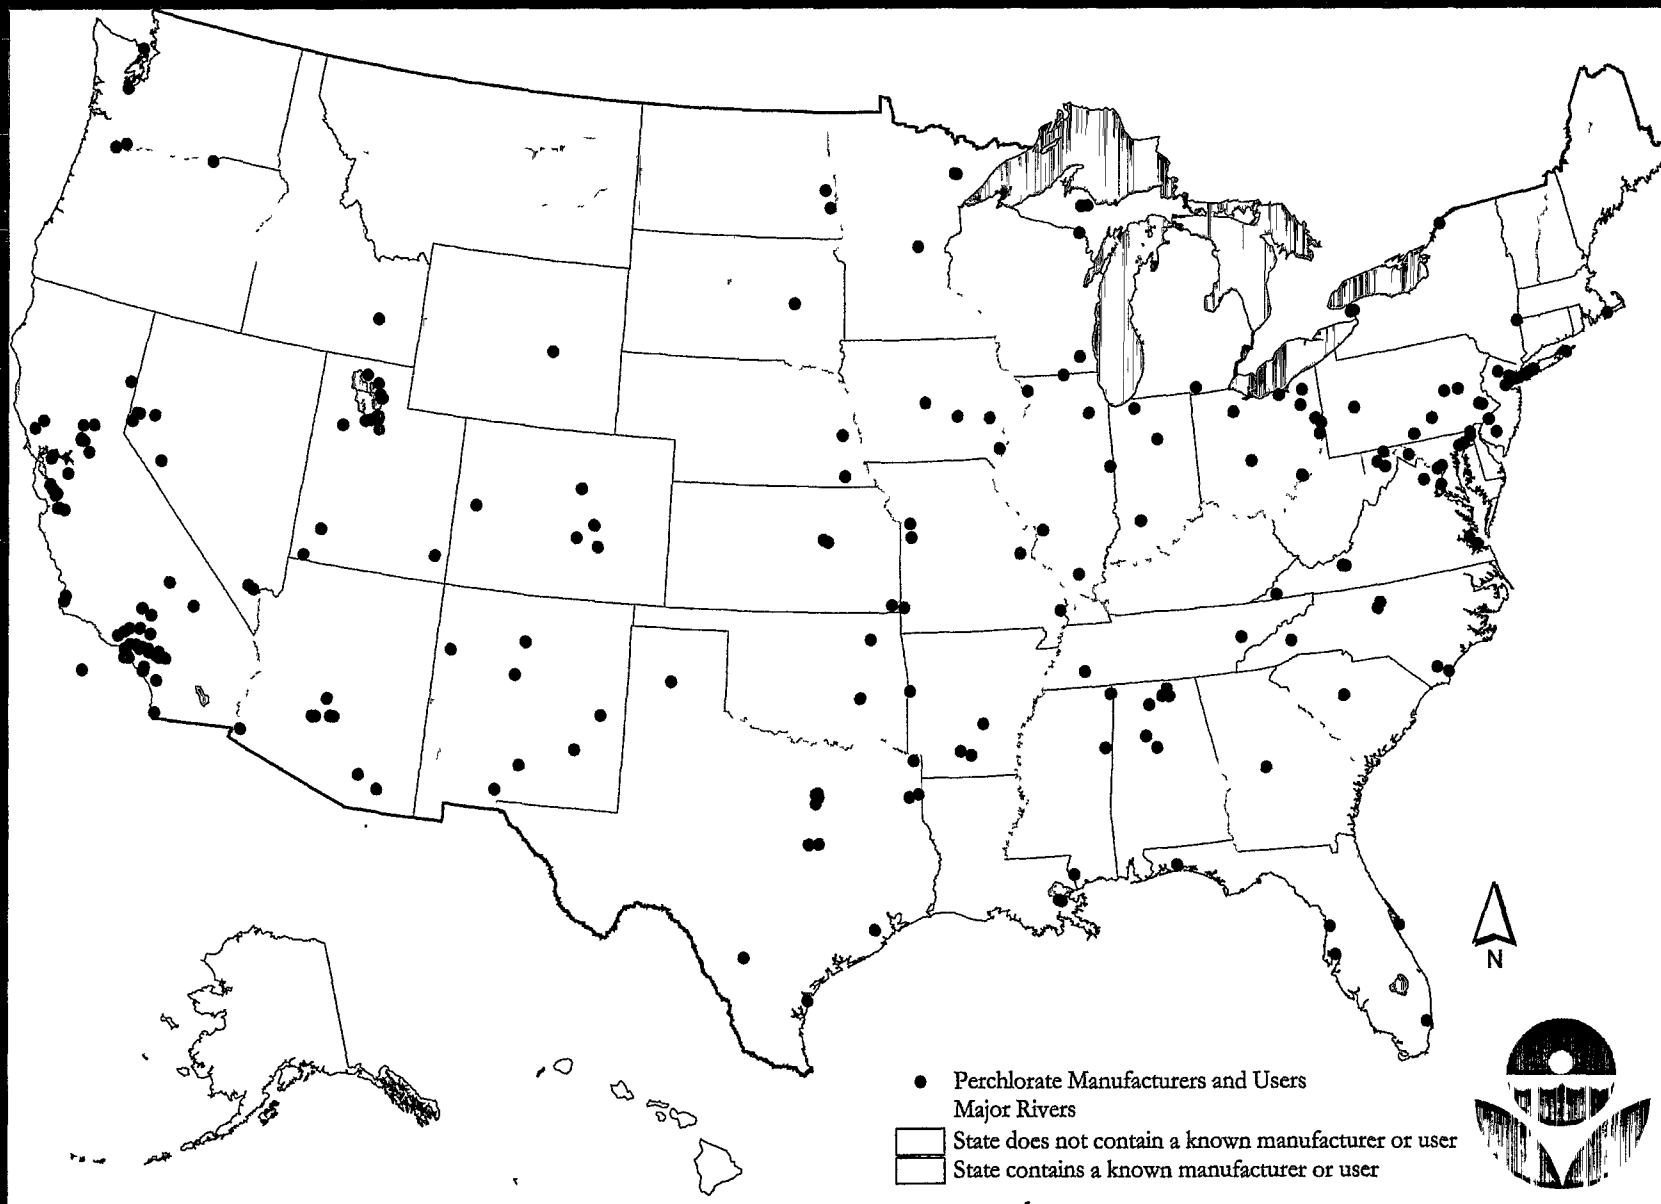 N
Perchlorate Manufacturers and Users
Major Rivers
State does not contain a known manufacturer or user
State contains a known manufacturer or user